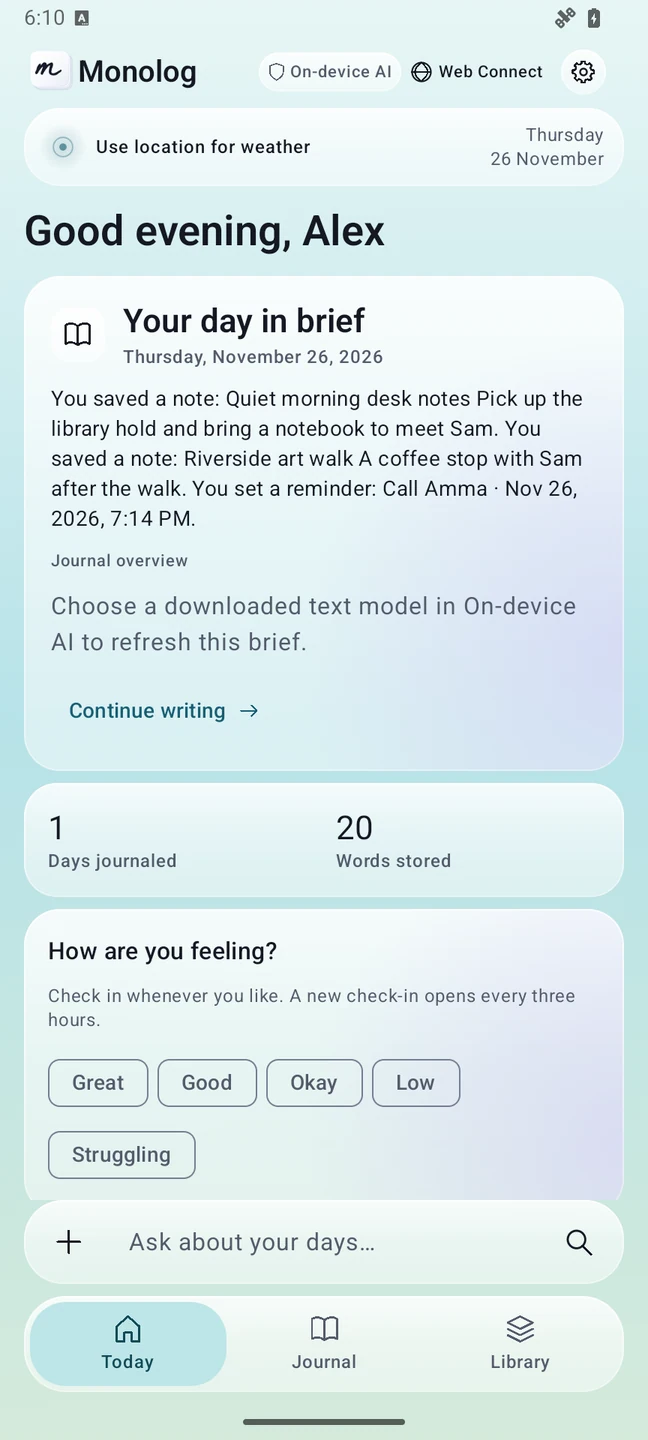 6:10
Monolog
On-device AI
Web Connect
Use location for weather
Thursday
26 November
Good evening, Alex
Your day in brief
Thursday, November 26, 2026
You saved a note: Quiet morning desk notes Pick up the
library hold and bring a notebook to meet Sam. You
saved a note: Riverside art walk A coffee stop with Sam
after the walk. You set a reminder: Call Amma · Nov 26,
2026, 7:14 PM.
Journal overview
Choose a downloaded text model in On-device
AI to refresh this brief.
Continue writing →
1
Days journaled
20
Words stored
How are you feeling?
Check in whenever you like. A new check-in opens every three
hours.
Great
Good
Okay
Low
Struggling
Ask about your days…
Today
Journal
Library